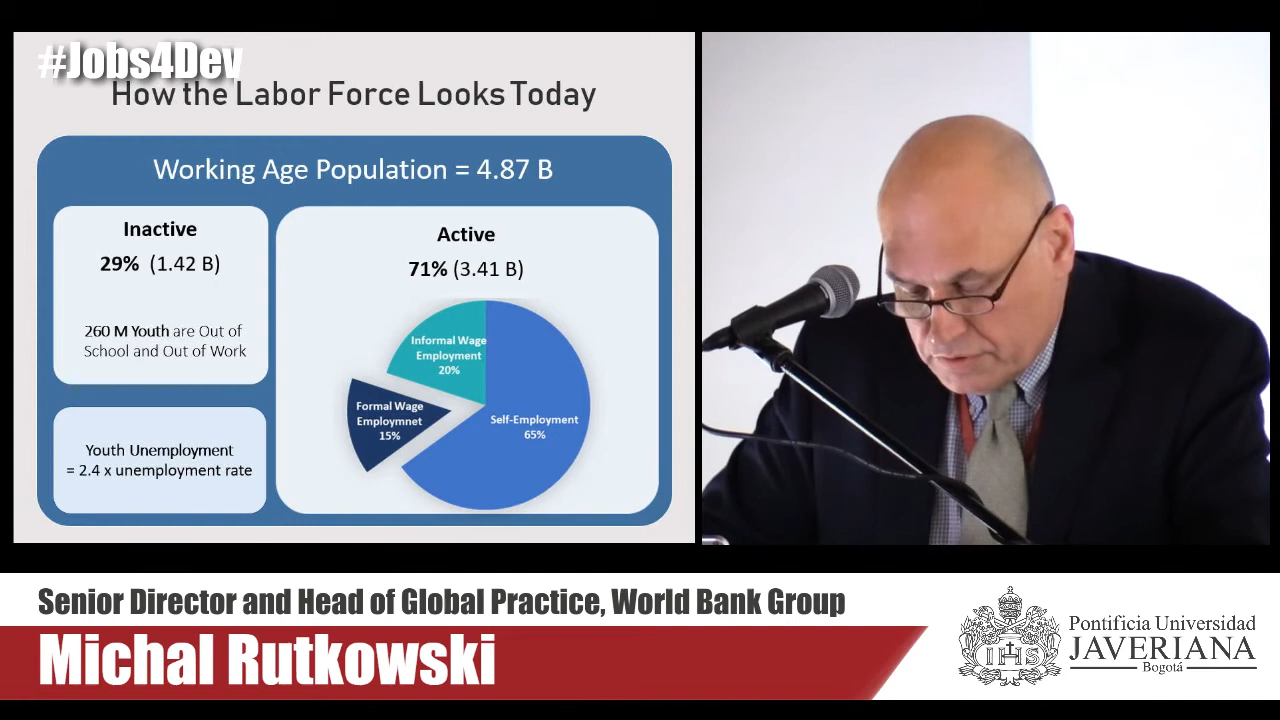 #Jobs4Dev
How the Labor Force Looks Today
Working Age Population = 4.87 B
Inactive
29% (1.42 B)
260 M Youth are Out of
School and Out of Work
Youth Unemployment
= 2.4 x unemployment rate
Active
71% (3.41 B)
Informal Wage
Employment
20%
Formal Wage
Employmnet
15%
Self-Employment
65%
Senior Director and Head of Global Practice, World Bank Group
Michal Rutkowski
IHS
Pontificia Universidad
JAVERIANA
Bogotá